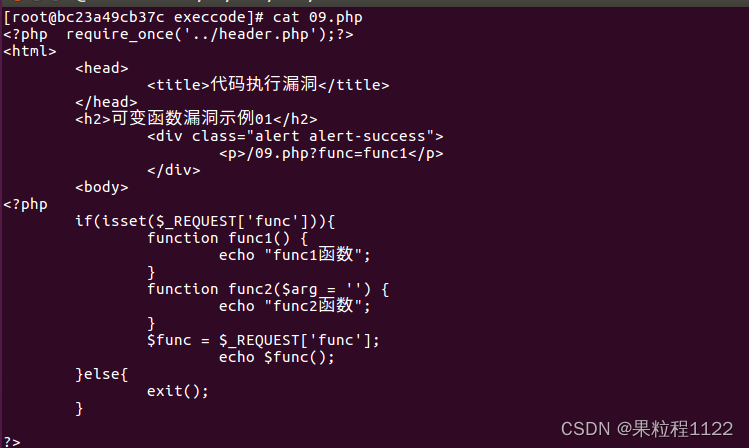 [root@bc23a49cb37c execcode]# cat 09.php
<?php  require_once('../header.php');?>
<html>
        <head>
                <title>代码执行漏洞</title>
        </head>
        <h2>可变函数漏洞示例01</h2>
                <div class="alert alert-success">
                        <p>/09.php?func=func1</p>
                </div>
        <body>
<?php
        if(isset($_REQUEST['func'])){
                function func1() {
                        echo "func1函数";
                }
                function func2($arg = '') {
                        echo "func2函数";
                }
                $func = $_REQUEST['func'];
                        echo $func();
        }else{
                exit();
        }
?>
CSDN @果粒程1122